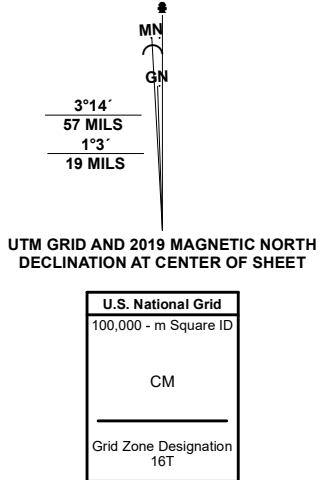 MN
GN
3°14´
57 MILS
1°3´
19 MILS
UTM GRID AND 2019 MAGNETIC NORTH
DECLINATION AT CENTER OF SHEET
U.S. National Grid
100,000 - m Square ID
CM
Grid Zone Designation
16T